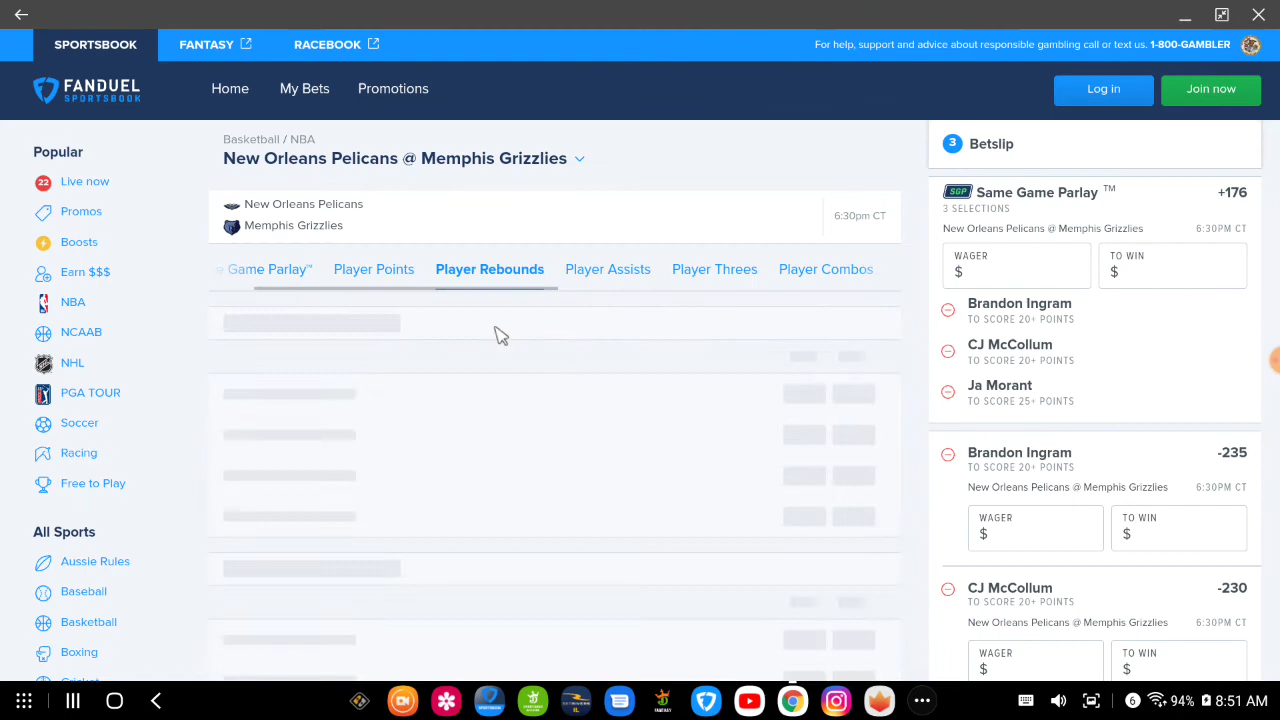 SPORTSBOOK
FANTASY
RACEBOOK
For help, support and advice about responsible gambling call or text us. 1-800-GAMBLER
FANDUEL
SPORTSBOOK
Home
My Bets
Promotions
Log in
Join now
Popular
22
Live now
Promos
Boosts
Earn $$$
NBA
NCAAB
NHL
PGA TOUR
Soccer
Racing
Free to Play
All Sports
Aussie Rules
Baseball
Basketball
Boxing
Basketball / NBA
New Orleans Pelicans @ Memphis Grizzlies
New Orleans Pelicans
Memphis Grizzlies
6:30pm CT
Game Parlay™
Player Points
Player Rebounds
Player Assists
Player Threes
Player Combos
3
Betslip
SGP Same Game Parlay ™ +176
3 SELECTIONS
New Orleans Pelicans @ Memphis Grizzlies 6:30PM CT
WAGER
$
TO WIN
$
Brandon Ingram
TO SCORE 20+ POINTS
CJ McCollum
TO SCORE 20+ POINTS
Ja Morant
TO SCORE 25+ POINTS
Brandon Ingram -235
TO SCORE 20+ POINTS
New Orleans Pelicans @ Memphis Grizzlies 6:30PM CT
WAGER
$
TO WIN
$
CJ McCollum -230
TO SCORE 20+ POINTS
New Orleans Pelicans @ Memphis Grizzlies 6:30PM CT
WAGER
$
TO WIN
$
6
94%
8:51 AM